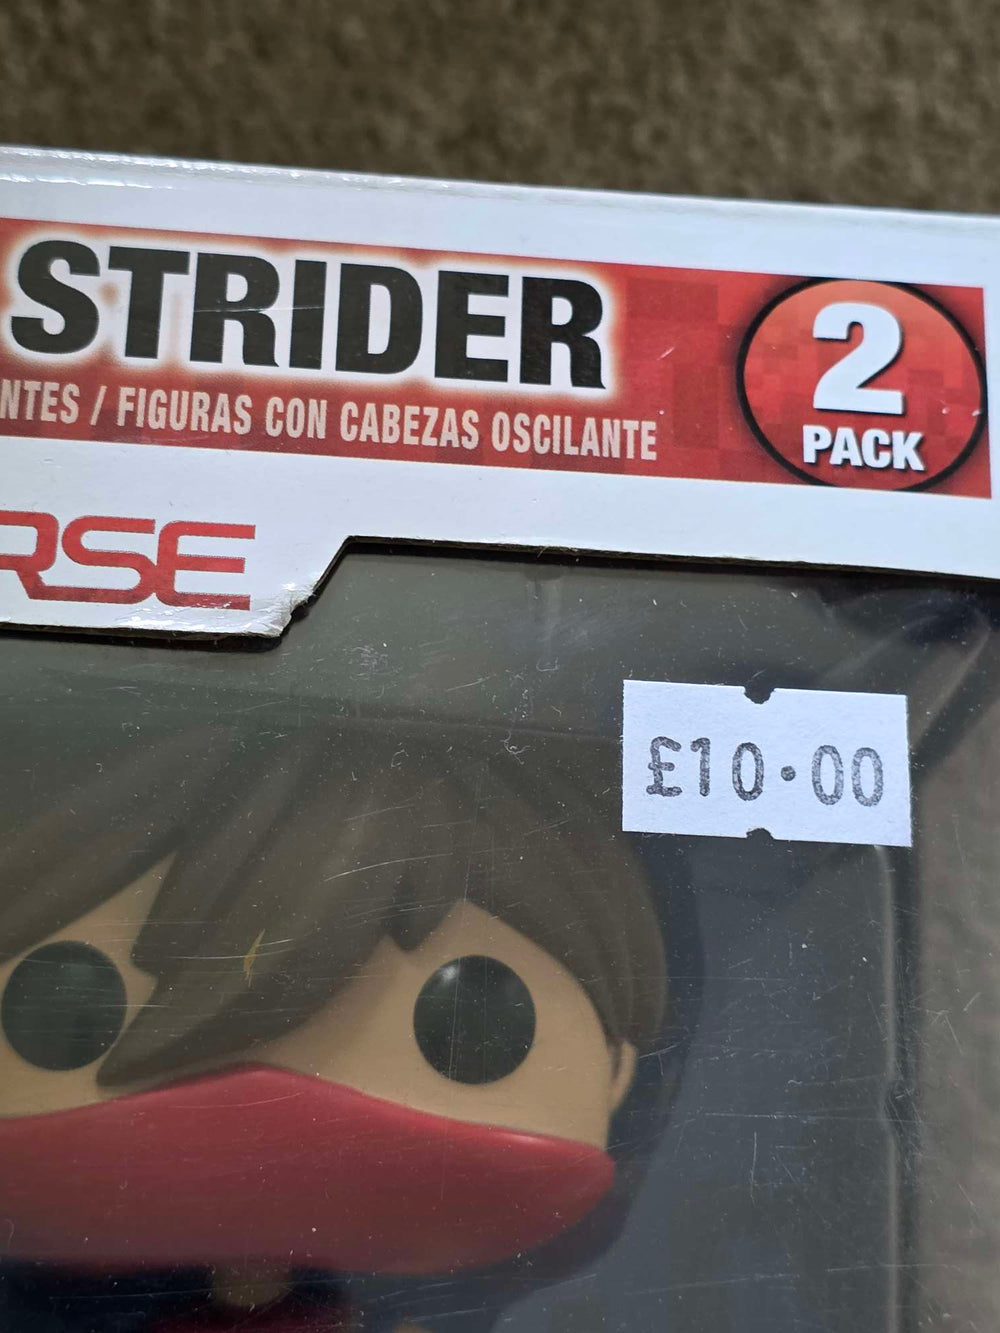 STRIDER
NTES / FIGURAS CON CABEZAS OSCILANTE
2
PACK
RSE
£10.00